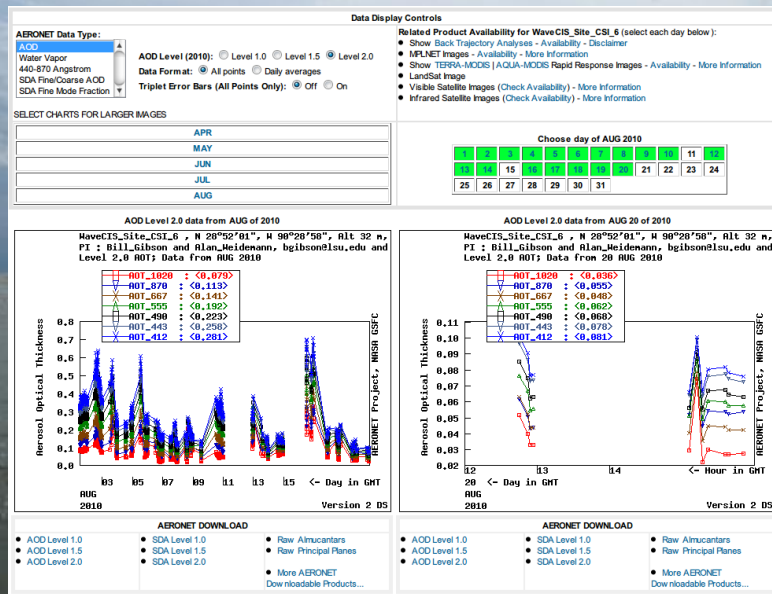 Data Display Controls
AERONET Data Type:
AOD
Water Vapor
440-870 Angstrom
SDA Fine/Coarse AOD
SDA Fine Mode Fraction
AOD Level (2010): Level 1.0 Level 1.5 Level 2.0
Data Format: All points Daily averages
Triplet Error Bars (All Points Only): Off On
SELECT CHARTS FOR LARGER IMAGES
APR
MAY
JUN
JUL
AUG
Related Product Availability for WaveCIS_Site_CSI_6 (select each day below):
Show Back Trajectory Analyses - Availability - Disclaimer
MPLNET Images - Availability - More Information
Show TERRA-MODIS | AQUA-MODIS Rapid Response Images - Availability - More Information
LandSat Image
Visible Satellite Images (Check Availability) - More Information
Infrared Satellite Images (Check Availability) - More Information
Choose day of AUG 2010
1 2 3 4 5 6 7 8 9 10 11 12
13 14 15 16 17 18 19 20 21 22 23 24
25 26 27 28 29 30 31
AOD Level 2.0 data from AUG of 2010
WaveCIS_Site_CSI_6 , N 28°52'01", W 90°28'58", Alt 32 m,
PI : Bill_Gibson and Alan_Weidemann, bgibson@lsu.edu and
Level 2.0 AOT; Data from AUG 2010
AOT_1020 : <0.079>
AOT_870 : <0.113>
AOT_667 : <0.141>
AOT_555 : <0.192>
AOT_490 : <0.223>
AOT_443 : <0.258>
AOT_412 : <0.281>
Aerosol Optical Thickness
0.8
0.7
0.6
0.5
0.4
0.3
0.2
0.1
0.0
03 05 07 09 11 13 15 <- Day in GMT
AUG
2010
Version 2 DS
AERONET Project, NASA GSFC
AOD Level 2.0 data from AUG 20 of 2010
WaveCIS_Site_CSI_6 , N 28°52'01", W 90°28'58", Alt 32 m,
PI : Bill_Gibson and Alan_Weidemann, bgibson@lsu.edu and
Level 2.0 AOT; Data from 20 AUG 2010
AOT_1020 : <0.036>
AOT_870 : <0.055>
AOT_667 : <0.048>
AOT_555 : <0.062>
AOT_490 : <0.068>
AOT_443 : <0.078>
AOT_412 : <0.081>
Aerosol Optical Thickness
0.11
0.10
0.09
0.08
0.07
0.06
0.05
0.04
0.03
0.02
12 13 14 <- Hour in GMT
20 <- Day in GMT
AUG
2010
Version 2 DS
AERONET Project, NASA GSFC
AERONET DOWNLOAD
AOD Level 1.0 SDA Level 1.0 Raw Almucantars
AOD Level 1.5 SDA Level 1.5 Raw Principal Planes
AOD Level 2.0 SDA Level 2.0
More AERONET
Downloadable Products...
AERONET DOWNLOAD
AOD Level 1.0 SDA Level 1.0 Raw Almucantars
AOD Level 1.5 SDA Level 1.5 Raw Principal Planes
AOD Level 2.0 SDA Level 2.0
More AERONET
Downloadable Products...